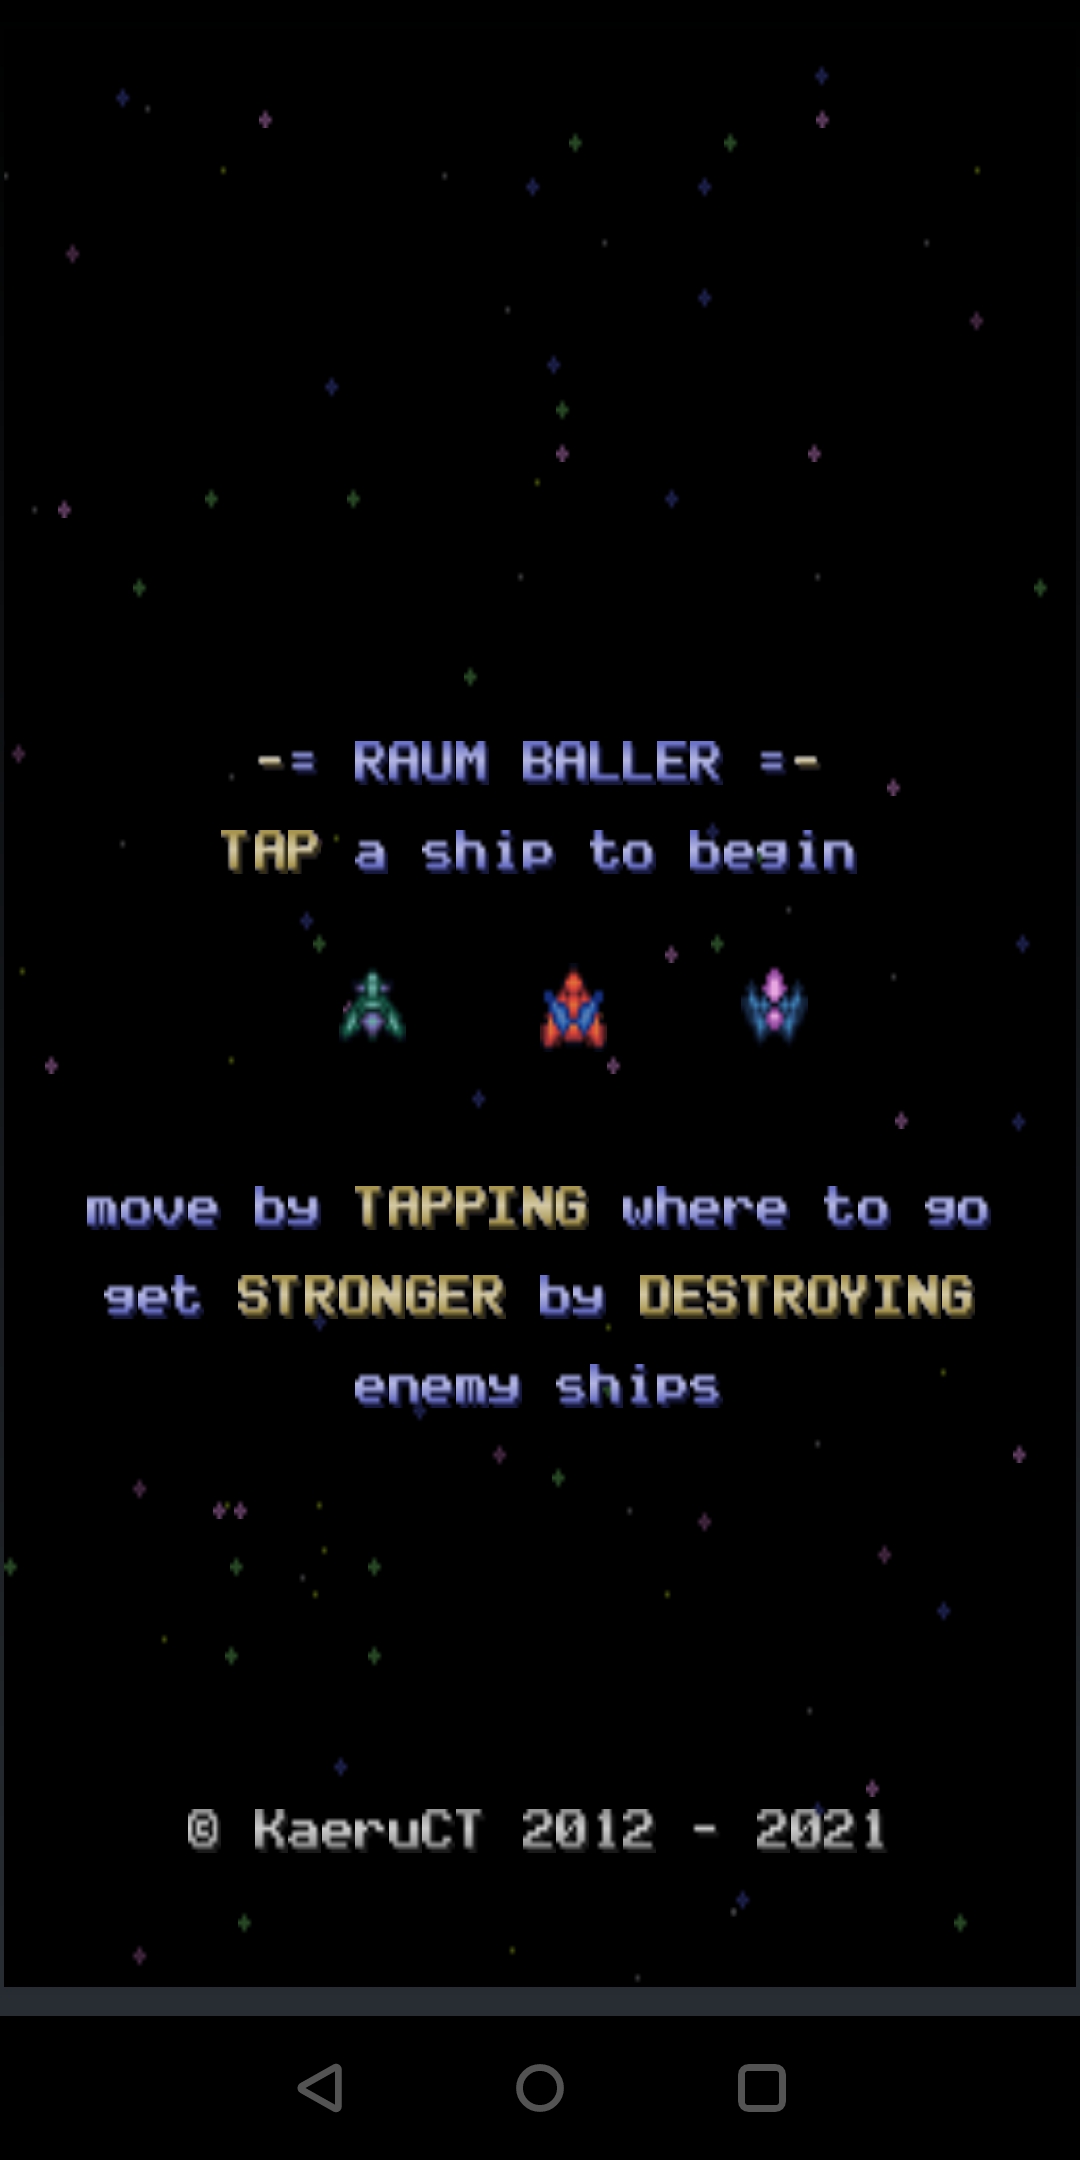 -= RAUM BALLER =-
TAP a ship to begin
move by TAPPING where to go
get STRONGER by DESTROYING
enemy ships
© KaeruCT 2012 - 2021